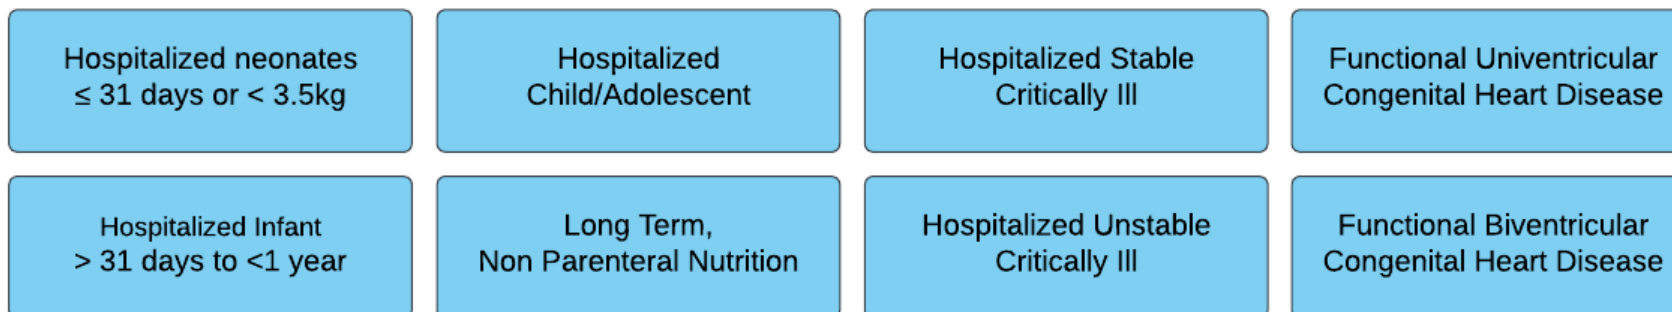 Hospitalized neonates
≤ 31 days or < 3.5kg
Hospitalized
Child/Adolescent
Hospitalized Stable
Critically Ill
Functional Univentricular
Congenital Heart Disease
Hospitalized Infant
> 31 days to <1 year
Long Term,
Non Parenteral Nutrition
Hospitalized Unstable
Critically Ill
Functional Biventricular
Congenital Heart Disease